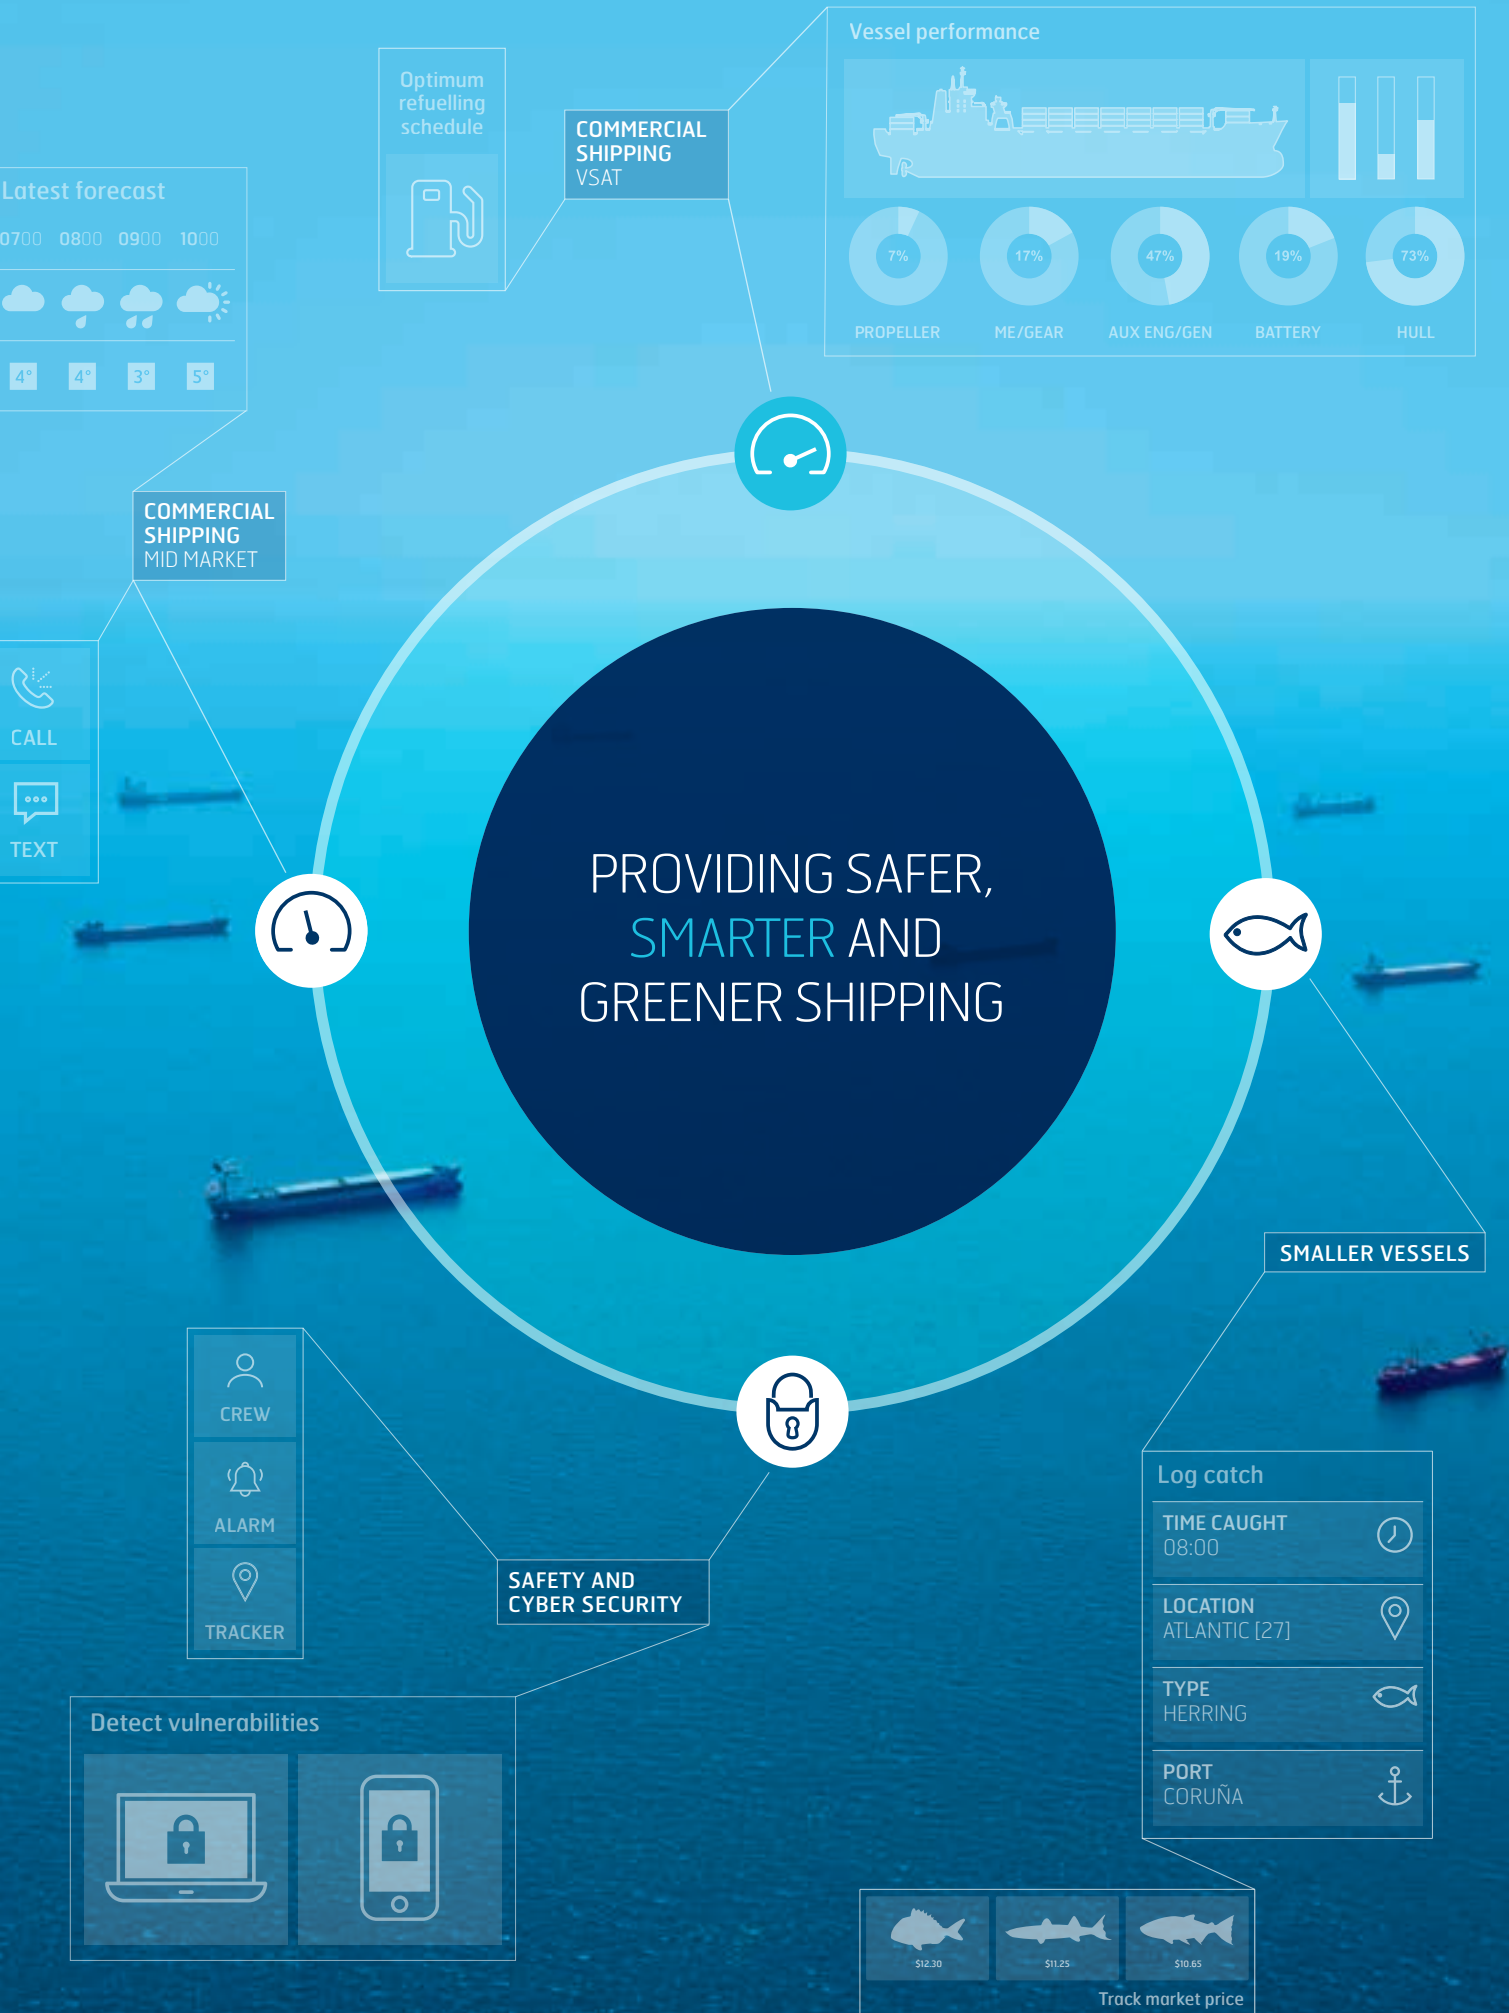 Vessel performance
7%
17%
47%
19%
73%
PROPELLER
ME/GEAR
AUX ENG/GEN
BATTERY
HULL
Optimum
refuelling
schedule
COMMERCIAL
SHIPPING
VSAT
Latest forecast
0700 0800 0900 1000
4° 4° 3° 5°
COMMERCIAL
SHIPPING
MID MARKET
CALL
TEXT
PROVIDING SAFER,
SMARTER AND
GREENER SHIPPING
SMALLER VESSELS
CREW
ALARM
TRACKER
SAFETY AND
CYBER SECURITY
Detect vulnerabilities
Log catch
TIME CAUGHT
08:00
LOCATION
ATLANTIC [27]
TYPE
HERRING
PORT
CORUÑA
$12.30
$11.25
$10.65
Track market price